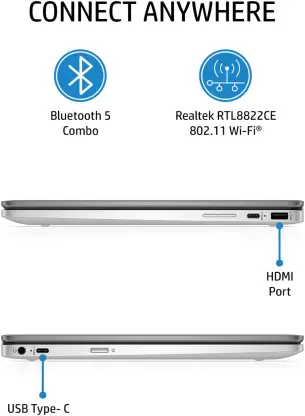 CONNECT ANYWHERE
Bluetooth 5
Combo
Realtek RTL8822CE
802.11 Wi-Fi®
HDMI
Port
USB Type- C